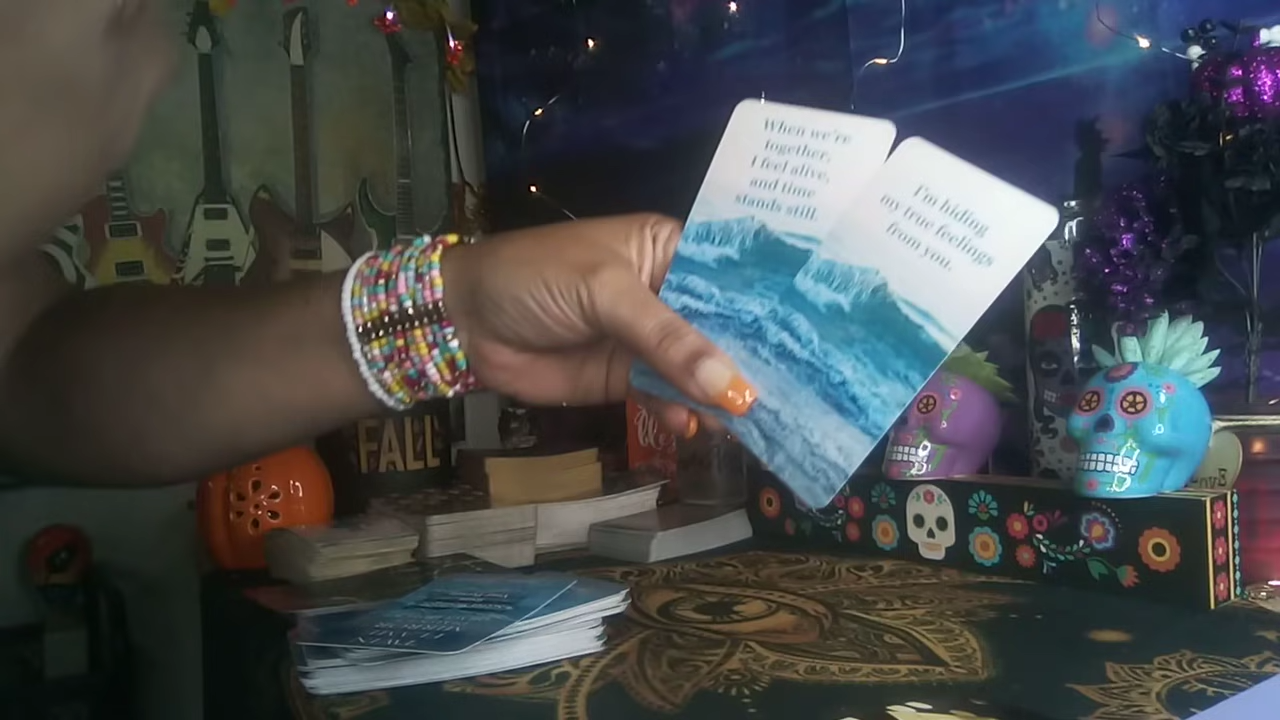 When we're
together,
I feel alive,
and time
stands still.
I'm hiding
my true feelings
from you.
FALL